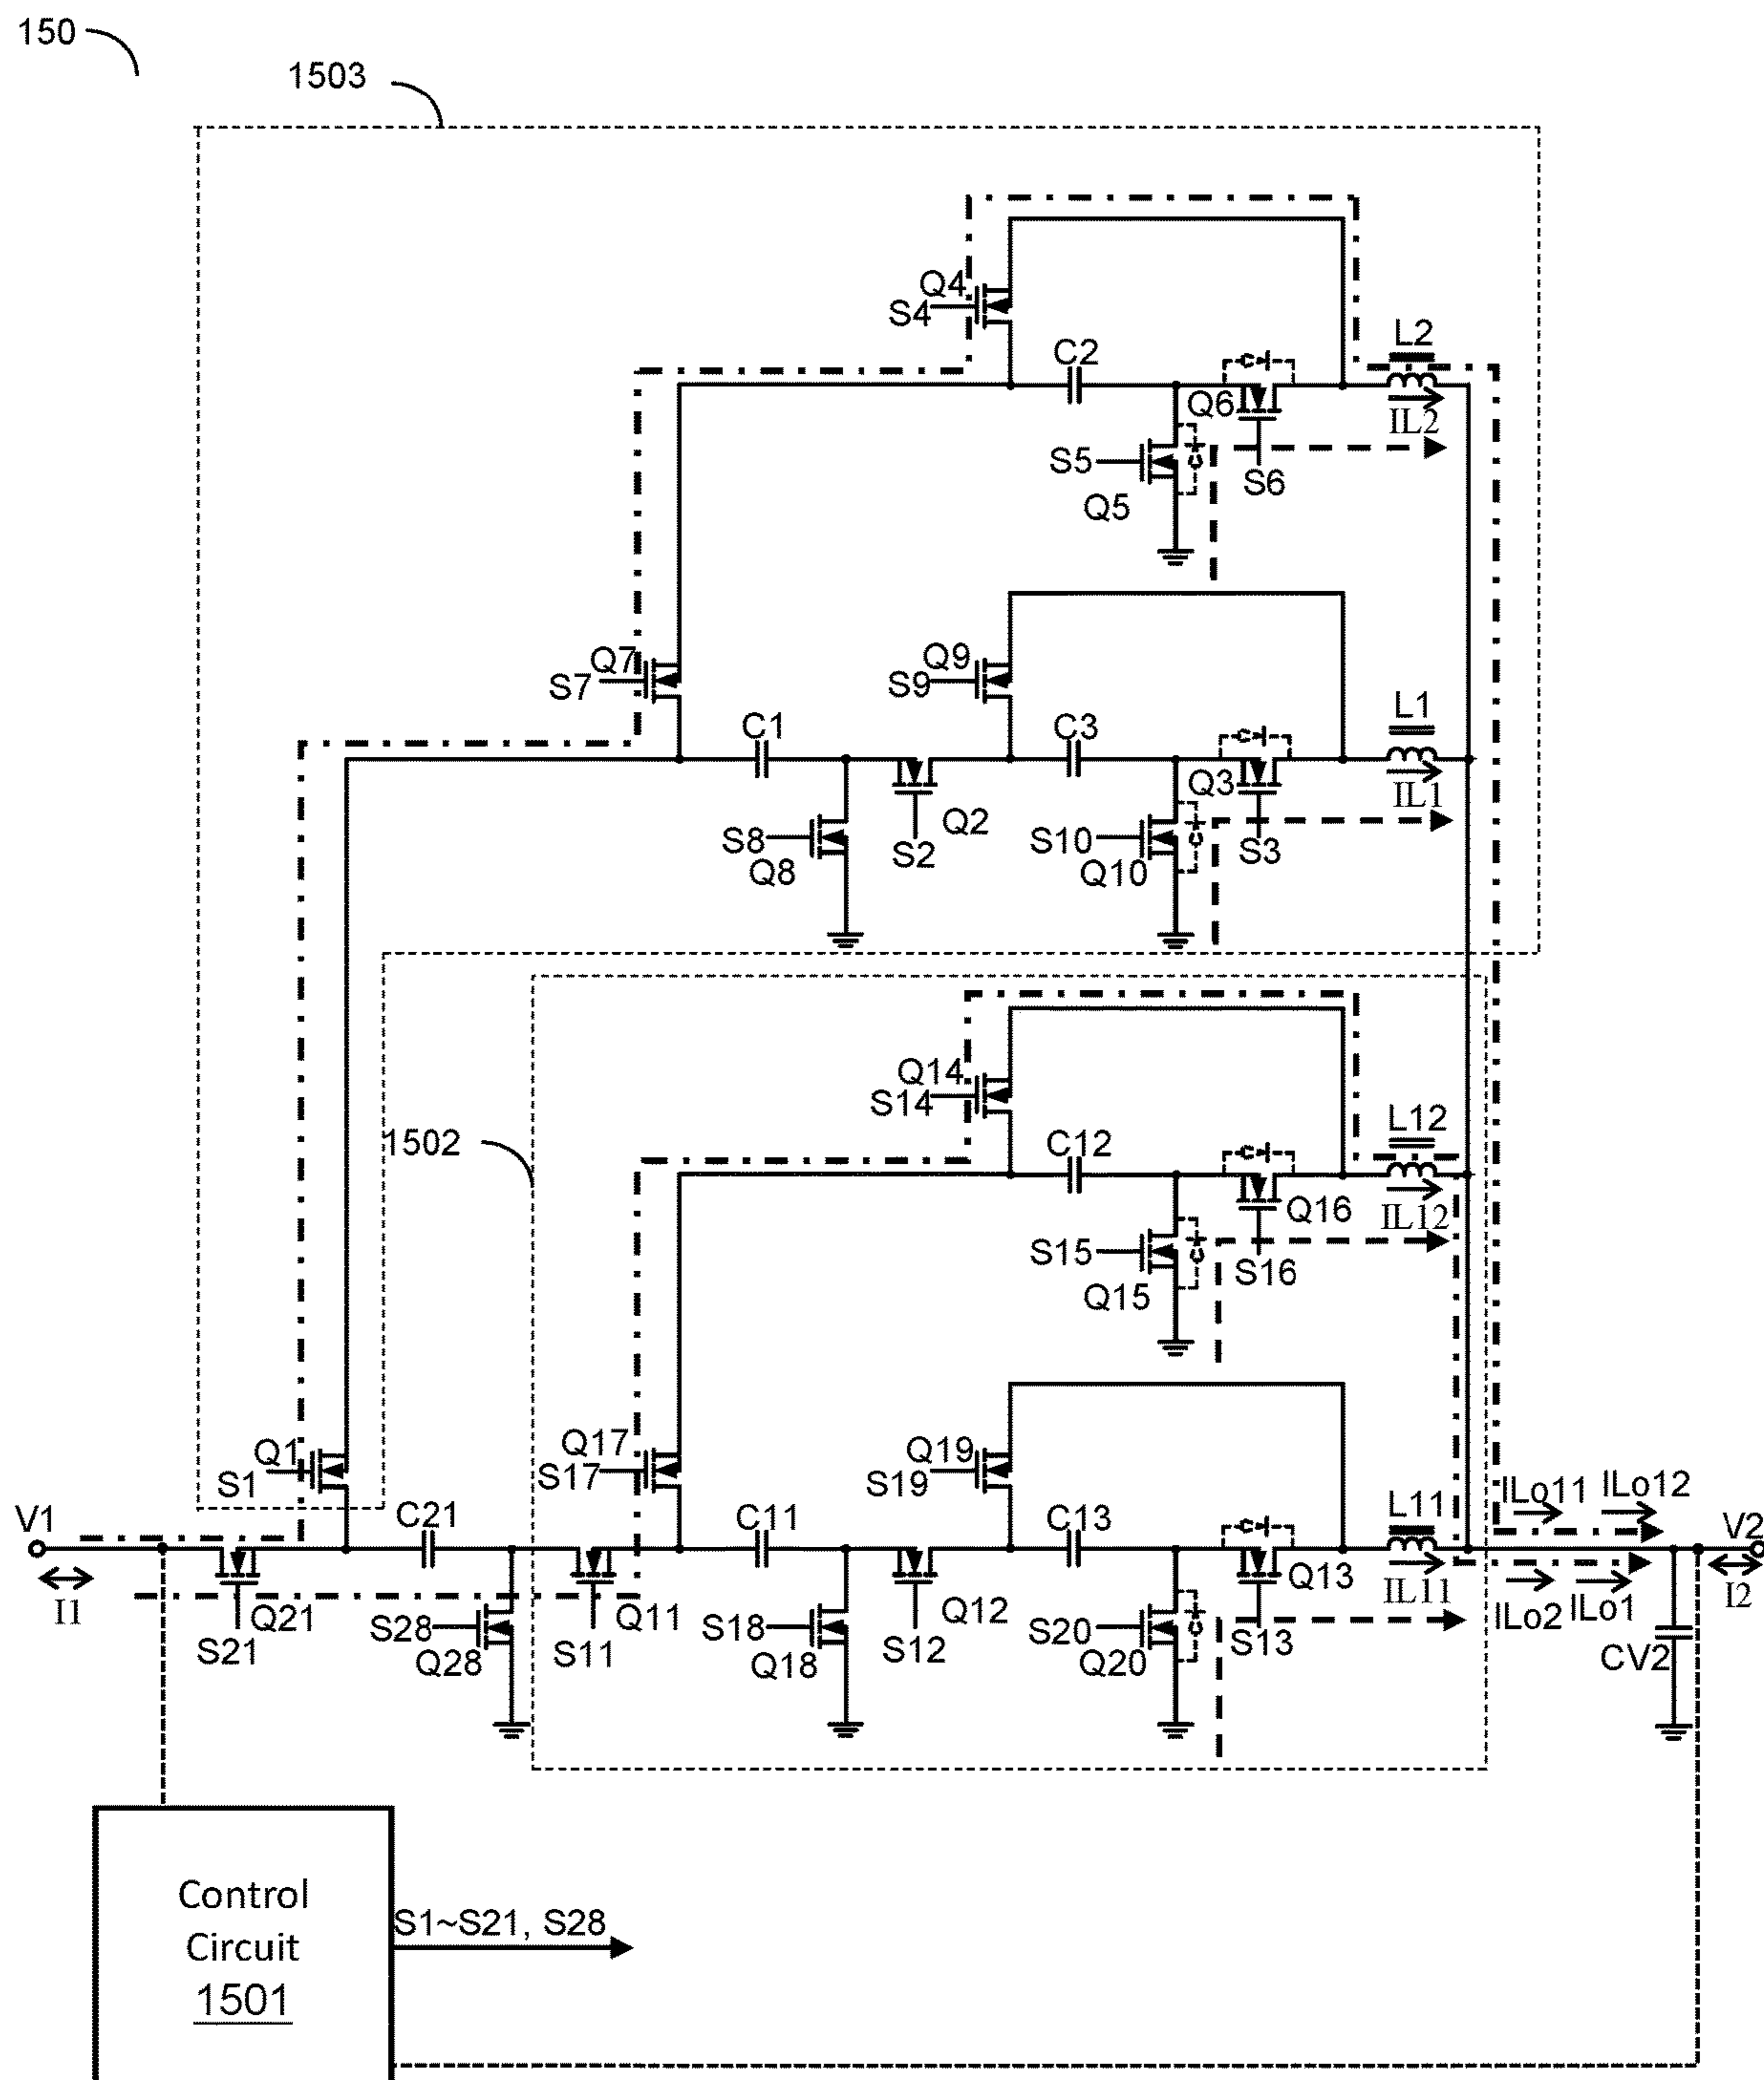 150
1503
Q4
S4
C2
L2
Q6
IL2
S5
S6
Q5
Q7
S7
Q9
S9
C1
C3
L1
Q3
IL1
S8
Q2
S10
Q8
S2
Q10
S3
Q14
S14
1502
C12
L12
Q16
IL12
S15
S16
Q15
Q1
S1
Q17
S17
Q19
S19
V1
C21
C11
C13
L11
ILo11
ILo12
V2
Q13
IL11
I1
Q21
Q11
Q12
ILo2
ILo1
I2
S28
S18
S20
S13
S21
Q28
S11
Q18
S12
Q20
CV2
Control
Circuit
1501
S1~S21, S28